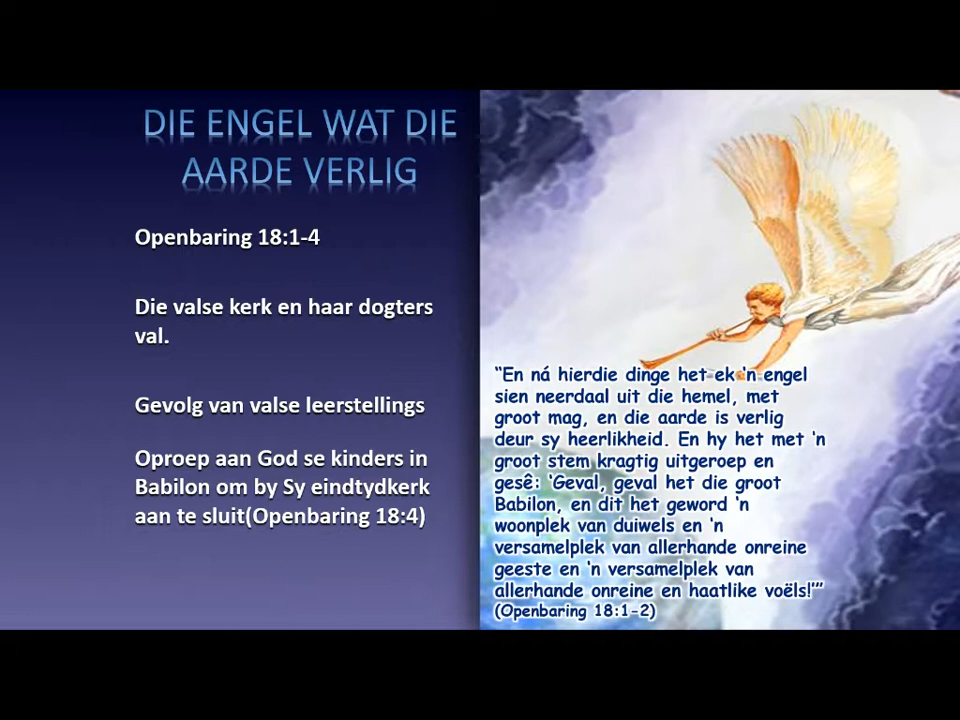 DIE ENGEL WAT DIE
AARDE VERLIG
Openbaring 18:1-4
Die valse kerk en haar dogters
val.
Gevolg van valse leerstellings
Oproep aan God se kinders in
Babilon om by Sy eindtydkerk
aan te sluit(Openbaring 18:4)
“En ná hierdie dinge het ek ‘n engel
sien neerdaal uit die hemel, met
groot mag, en die aarde is verlig
deur sy heerlikheid. En hy het met ‘n
groot stem kragtig uitgeroep en
gesê: ‘Geval, geval het die groot
Babilon, en dit het geword ‘n
woonplek van duiwels en ‘n
versamelplek van allerhande onreine
geeste en ‘n versamelplek van
allerhande onreine en haatlike voëls!’”
(Openbaring 18:1-2)